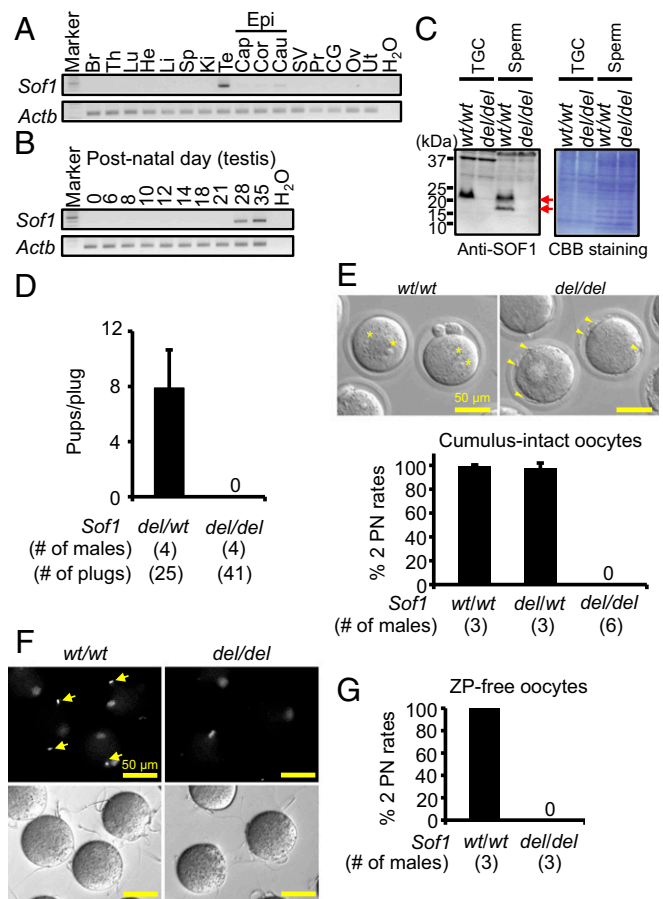 A
Epi
Marker Br Th Lu He Li Sp Ki Te Cap Cor Cau SV Pr CG Ov Ut H2O
Sof1
Actb
B
Post-natal day (testis)
Marker 0 6 8 10 12 14 18 21 28 35 H2O
Sof1
Actb
C
TGC Sperm TGC Sperm
wt/wt del/del wt/wt del/del wt/wt del/del wt/wt del/del
(kDa)
37
25
20
15
10
Anti-SOF1 CBB staining
D
12
8
4
0
Pups/plug
0
Sof1 del/wt del/del
(# of males) (4) (4)
(# of plugs) (25) (41)
E
wt/wt del/del
* * * *
50 µm
Cumulus-intact oocytes
100
80
60
40
20
0
% 2 PN rates
0
Sof1 wt/wt del/wt del/del
(# of males) (3) (3) (6)
F
wt/wt del/del
50 µm
G
ZP-free oocytes
100
80
60
40
20
0
% 2 PN rates
0
Sof1 wt/wt del/del
(# of males) (3) (3)